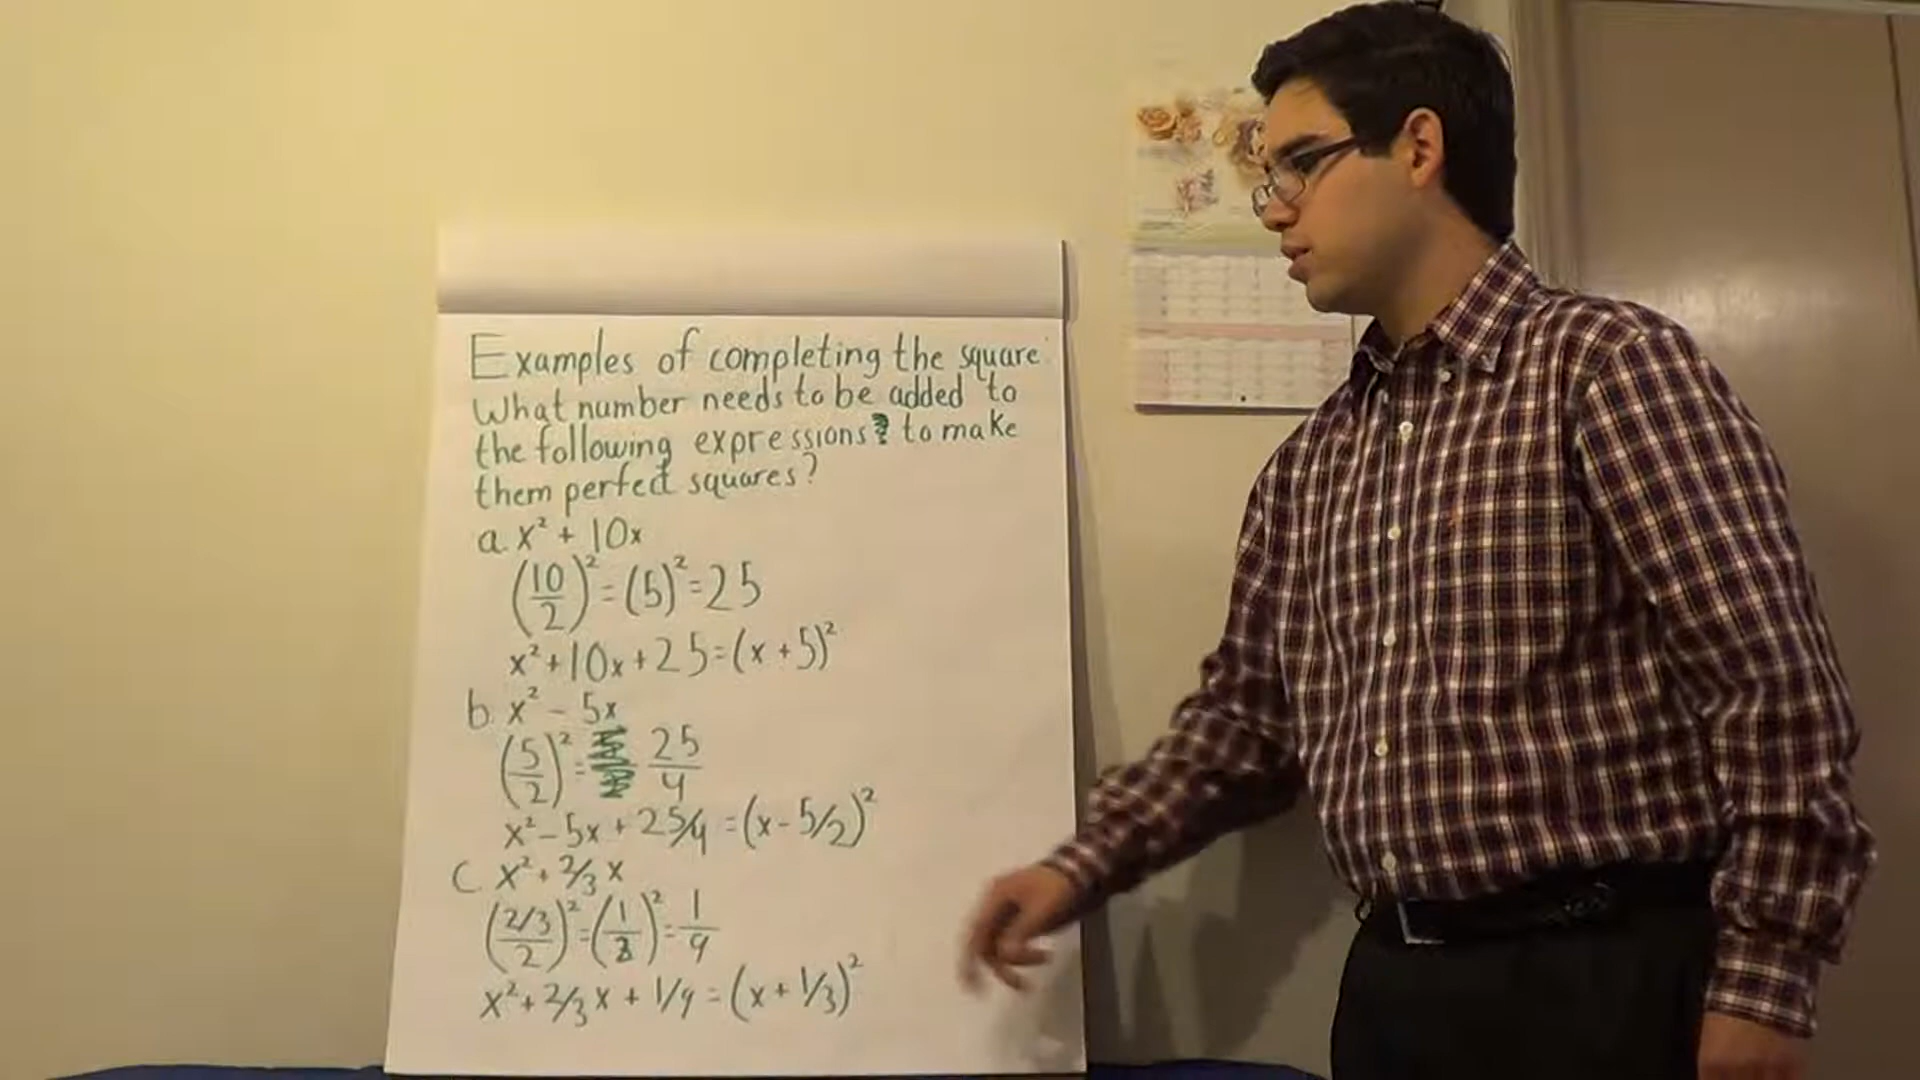 Examples of completing the square
What number needs to be added to
the following expressions to make
them perfect squares?
a. x² + 10x
(10/2)² = (5)² = 25
x² + 10x + 25 = (x + 5)²
b. x² - 5x
(5/2)² = 25/4
x² - 5x + 25/4 = (x - 5/2)²
c. x² + 2/3 x
(2/3/2)² = (1/3)² = 1/9
x² + 2/3 x + 1/9 = (x + 1/3)²